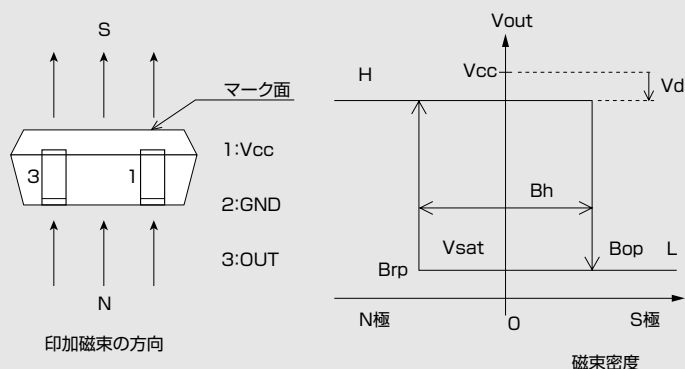 S
マーク面
3
1
1:Vcc
2:GND
3:OUT
N
印加磁束の方向
Vout
H
Vcc
Vd
Bh
Vsat
Bop
L
Brp
N極
O
S極
磁束密度